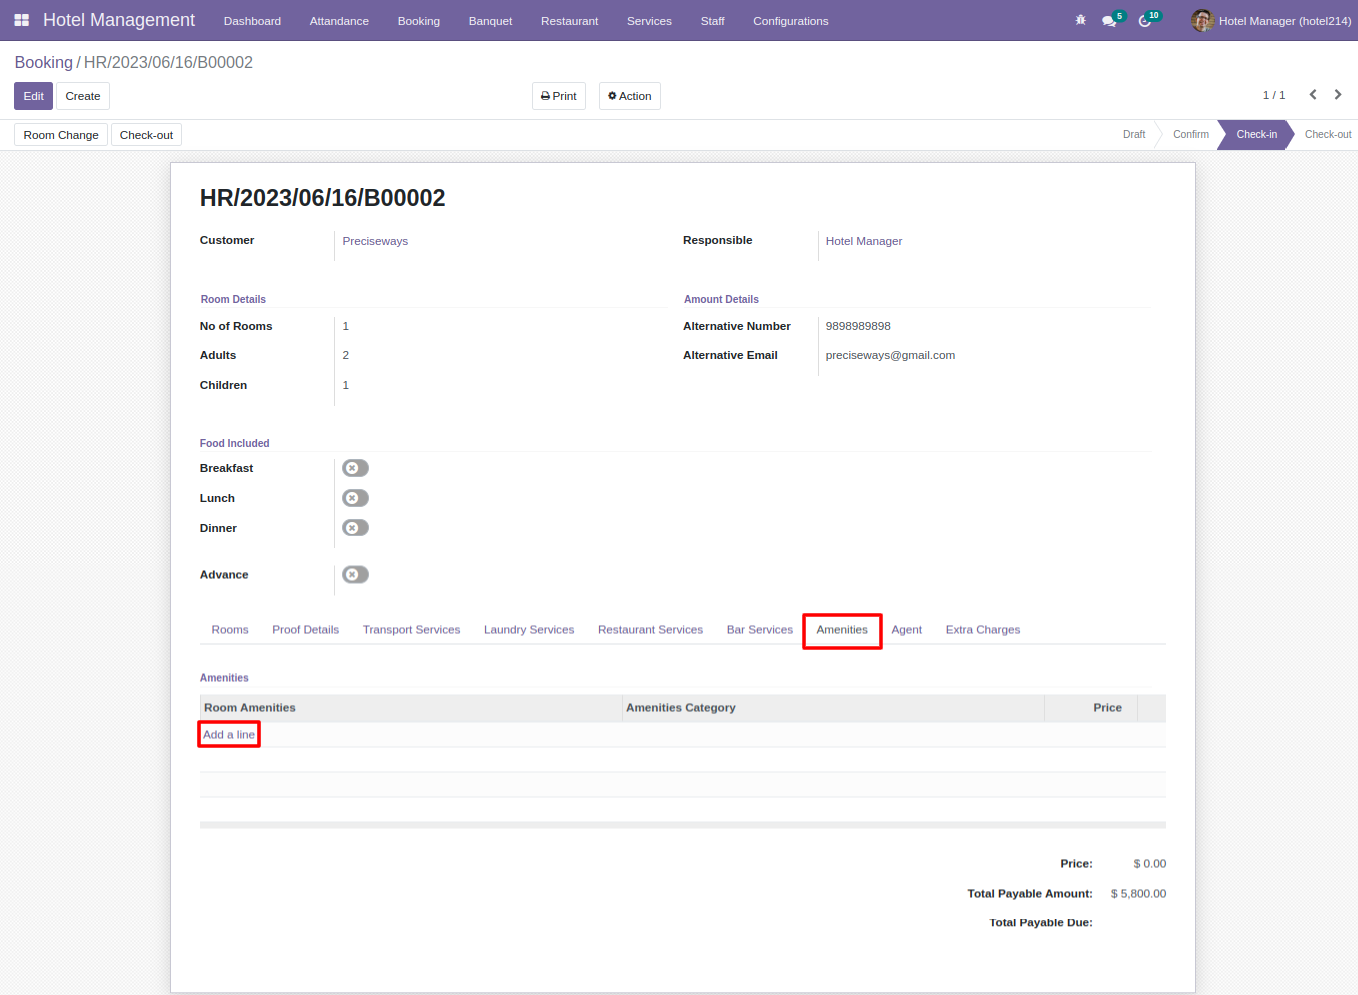 Hotel Management Dashboard Attandance Booking Banquet Restaurant Services Staff Configurations 5 10 Hotel Manager (hotel214)
Booking / HR/2023/06/16/B00002
Edit Create Print Action 1 / 1
Room Change Check-out Draft Confirm Check-in Check-out
HR/2023/06/16/B00002
Customer Preciseways Responsible Hotel Manager
Room Details Amount Details
No of Rooms 1 Alternative Number 9898989898
Adults 2 Alternative Email preciseways@gmail.com
Children 1
Food Included
Breakfast
Lunch
Dinner
Advance
Rooms Proof Details Transport Services Laundry Services Restaurant Services Bar Services Amenities Agent Extra Charges
Amenities
Room Amenities Amenities Category Price
Add a line
Price: $ 0.00
Total Payable Amount: $ 5,800.00
Total Payable Due: